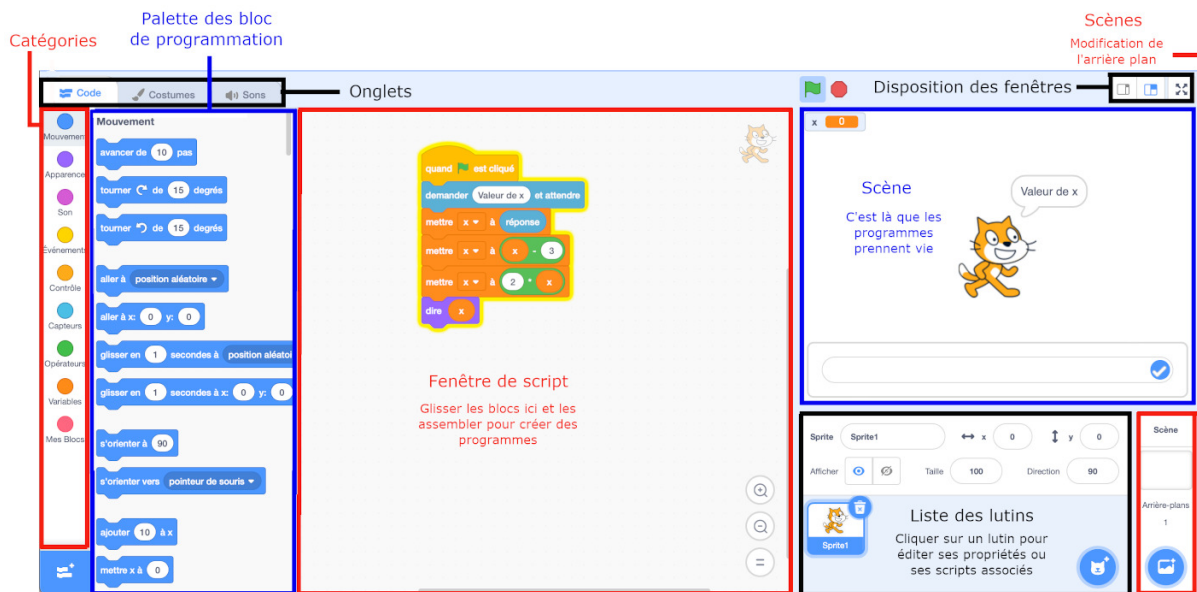 Palette des bloc
de programmation
Catégories
Scènes
Modification de
l'arrière plan
Code
Costumes
Sons
Onglets
Disposition des fenêtres
Mouvement
Apparence
Son
Événements
Contrôle
Capteurs
Opérateurs
Variables
Mes Blocs
Mouvement
avancer de 10 pas
tourner de 15 degrés
tourner de 15 degrés
aller à position aléatoire
aller à x: 0 y: 0
glisser en 1 secondes à position aléatoi
glisser en 1 secondes à x: 0 y: 0
s'orienter à 90
s'orienter vers pointeur de souris
ajouter 10 à x
mettre x à 0
quand est cliqué
demander Valeur de x et attendre
mettre x à réponse
mettre x à x - 3
mettre x à 2 * x
dire x
Fenêtre de script
Glisser les blocs ici et les
assembler pour créer des
programmes
x 0
Scène
C'est là que les
programmes
prennent vie
Valeur de x
Sprite Sprite1 x 0 y 0
Afficher Taille 100 Direction 90
Sprite1
Liste des lutins
Cliquer sur un lutin pour
éditer ses propriétés ou
ses scripts associés
Scène
Arrière-plans
1